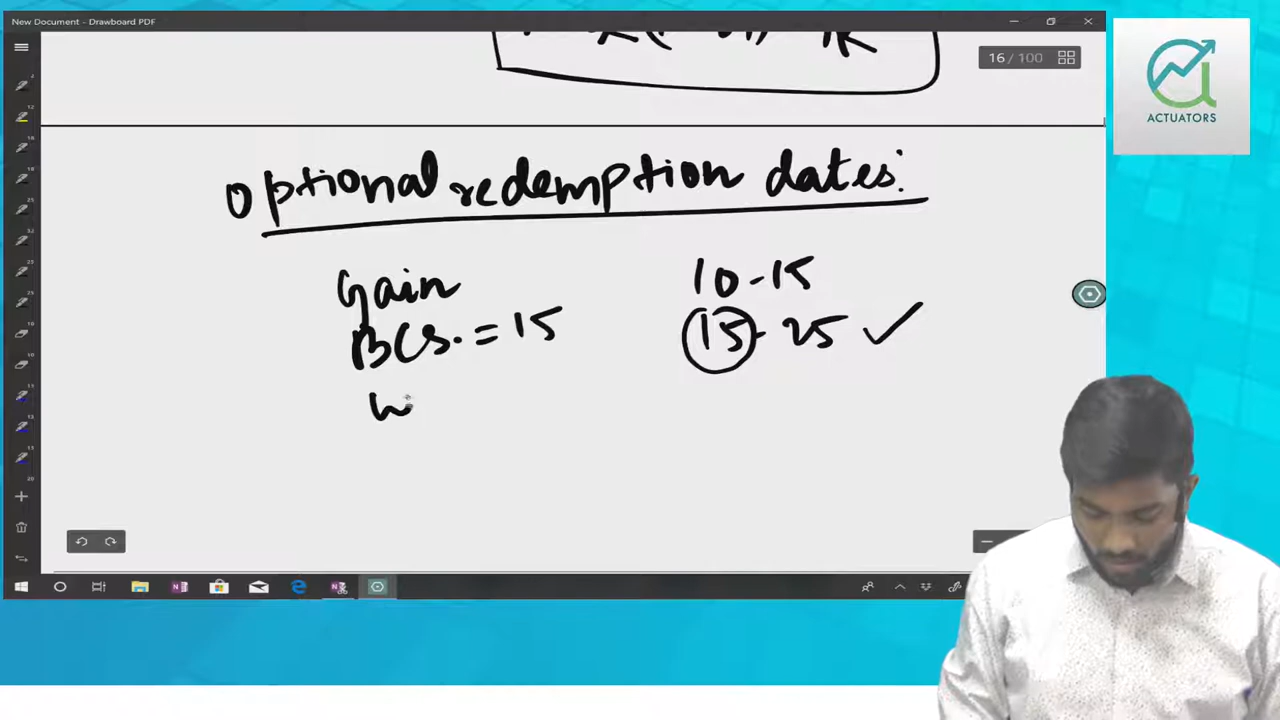 New Document - Drawboard PDF
16 / 100
ACTUATORS
Optional redemption dates:
Gain
10 - 15
BCS. = 15
15 - 25 ✓
W